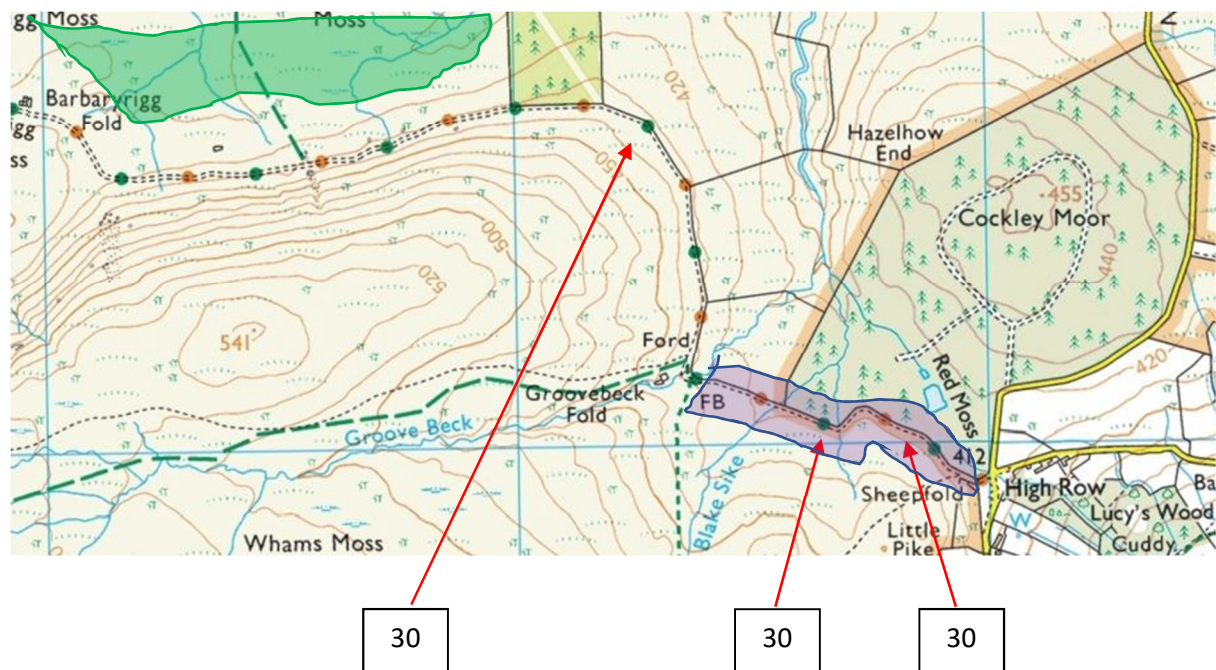 Moss
Moss
N
Barbaryrigg
Fold
gg
ss
420
450
Hazelhow
End
455
Cockley Moor
440
500
520
541
Ford
Groovebeck
Fold
FB
Groove Beck
Red Moss
420
412
Blake Sike
Sheepfold
High Row
Ba
Lucy's Wood
W
Little
Pike
Cuddy
Whams Moss
30
30
30